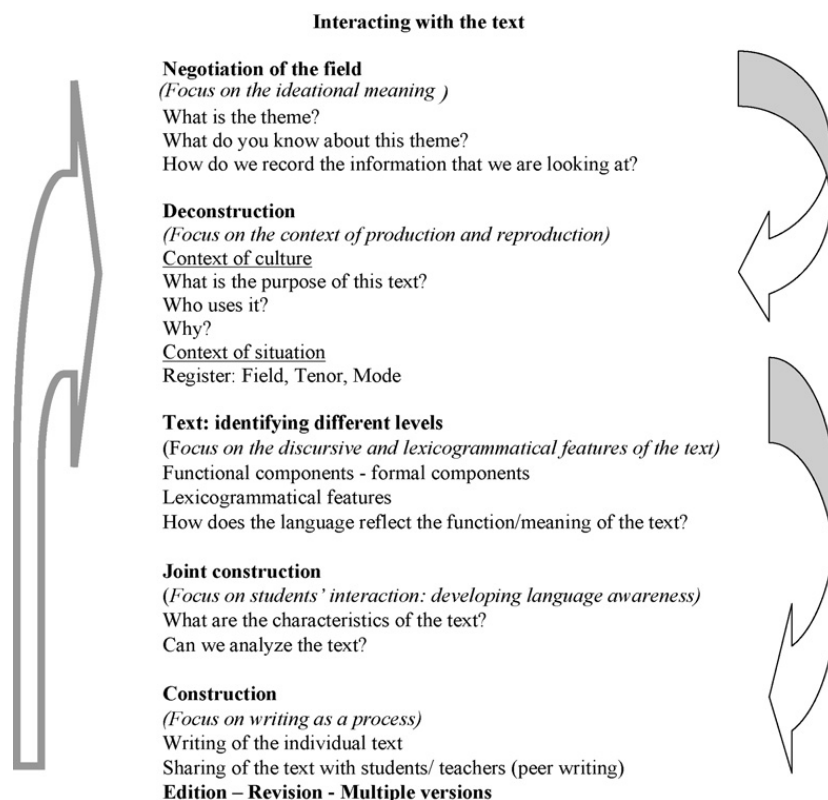 Interacting with the text
Negotiation of the field
(Focus on the ideational meaning )
What is the theme?
What do you know about this theme?
How do we record the information that we are looking at?
Deconstruction
(Focus on the context of production and reproduction)
Context of culture
What is the purpose of this text?
Who uses it?
Why?
Context of situation
Register: Field, Tenor, Mode
Text: identifying different levels
(Focus on the discursive and lexicogrammatical features of the text)
Functional components - formal components
Lexicogrammatical features
How does the language reflect the function/meaning of the text?
Joint construction
(Focus on students' interaction: developing language awareness)
What are the characteristics of the text?
Can we analyze the text?
Construction
(Focus on writing as a process)
Writing of the individual text
Sharing of the text with students/ teachers (peer writing)
Edition – Revision - Multiple versions